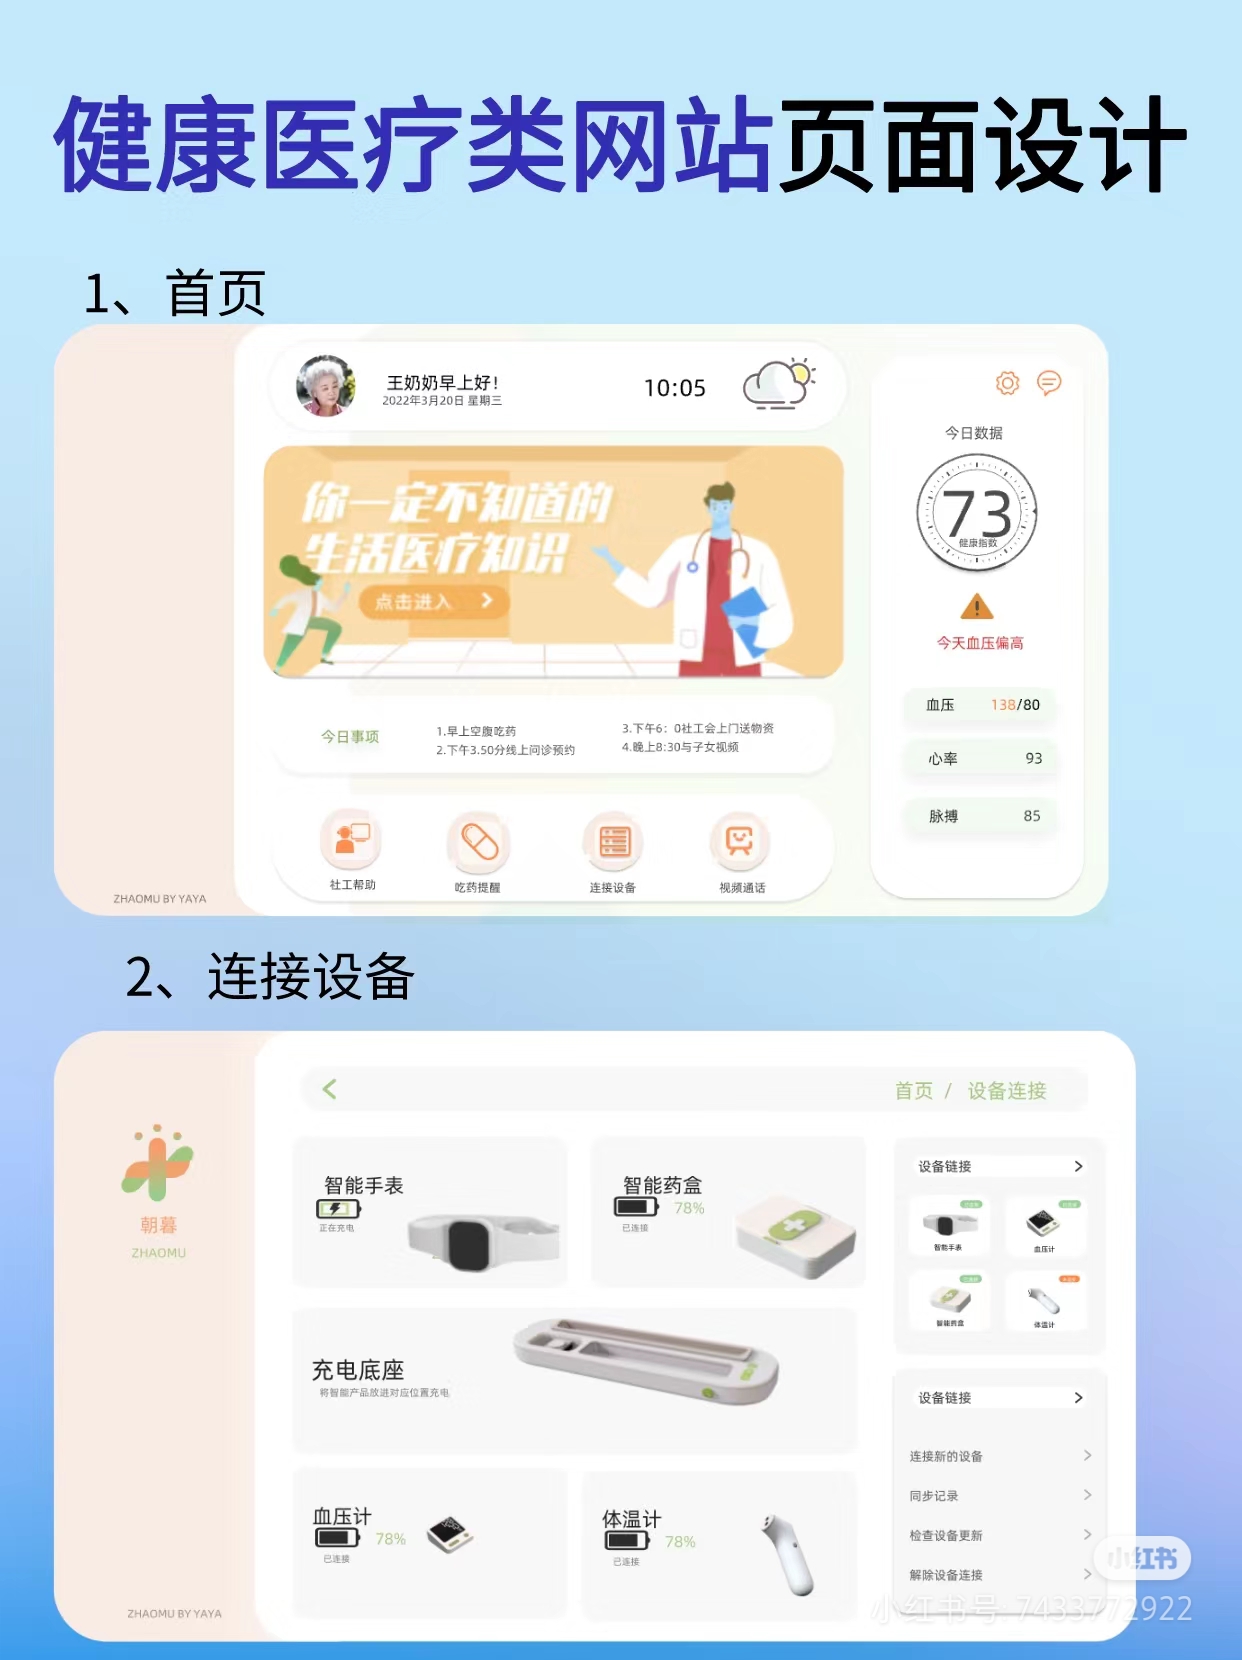 健康医疗类网站页面设计
1、首页
王奶奶早上好！
2022年3月20日 星期三
10:05
你一定不知道的
生活医疗知识
点击进入
今日事项
1.早上空腹吃药
2.下午3.50分线上问诊预约
3.下午6：0社工会上门送物资
4.晚上8:30与子女视频
社工帮助
吃药提醒
连接设备
视频通话
今日数据
73
健康指数
今天血压偏高
血压 138/80
心率 93
脉搏 85
ZHAOMU BY YAYA
2、连接设备
朝暮
ZHAOMU
ZHAOMU BY YAYA
首页 / 设备连接
智能手表
正在充电
智能药盒
78%
已连接
充电底座
将智能产品放进对应位置充电
血压计
78%
已连接
体温计
78%
已连接
设备链接
智能手表
血压计
智能药盒
体温计
设备链接
连接新的设备
同步记录
检查设备更新
解除设备连接
小红书
小红书号: 7433772922